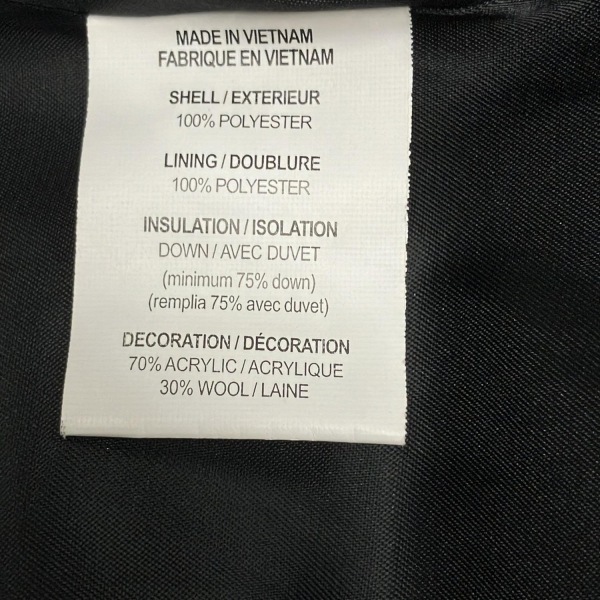 MADE IN VIETNAM
FABRIQUE EN VIETNAM
SHELL / EXTERIEUR
100% POLYESTER
LINING / DOUBLURE
100% POLYESTER
INSULATION / ISOLATION
DOWN / AVEC DUVET
(minimum 75% down)
(remplia 75% avec duvet)
DECORATION / DÉCORATION
70% ACRYLIC / ACRYLIQUE
30% WOOL / LAINE